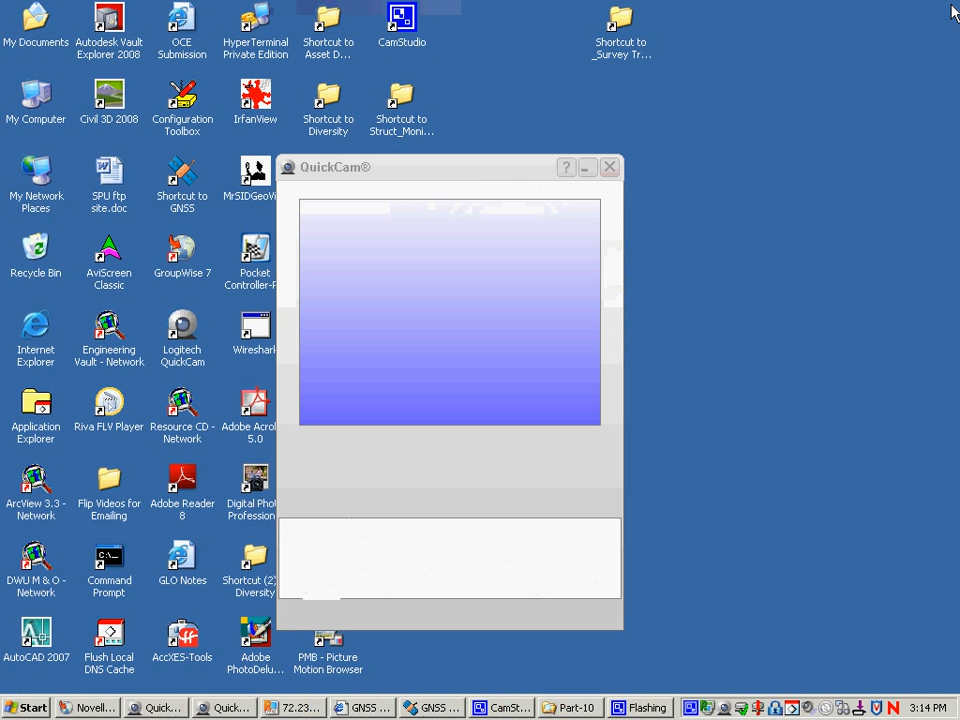 My Documents
Autodesk Vault
Explorer 2008
OCE
Submission
HyperTerminal
Private Edition
Shortcut to
Asset D...
CamStudio
Shortcut to
_Survey Tr...
My Computer
Civil 3D 2008
Configuration
Toolbox
IrfanView
Shortcut to
Diversity
Shortcut to
Struct_Moni...
QuickCam®
My Network
Places
SPU ftp
site.doc
Shortcut to
GNSS
MrSIDGeoVi
Recycle Bin
AviScreen
Classic
GroupWise 7
Pocket
Controller-P
Internet
Explorer
Engineering
Vault - Network
Logitech
QuickCam
Wireshark
Application
Explorer
Riva FLV Player
Resource CD -
Network
Adobe Acro
5.0
ArcView 3.3 -
Network
Flip Videos for
Emailing
Adobe Reader
8
Digital Pho
Profession
DWU M & O -
Network
C:\
Command
Prompt
GLO Notes
Shortcut (2)
Diversity
AutoCAD 2007
Flush Local
DNS Cache
AccXES-Tools
Adobe
PhotoDelu...
PMB - Picture
Motion Browser
Start
Novell...
Quick...
Quick...
72.23...
GNSS ...
GNSS ...
CamSt...
Part-10
Flashing
3:14 PM